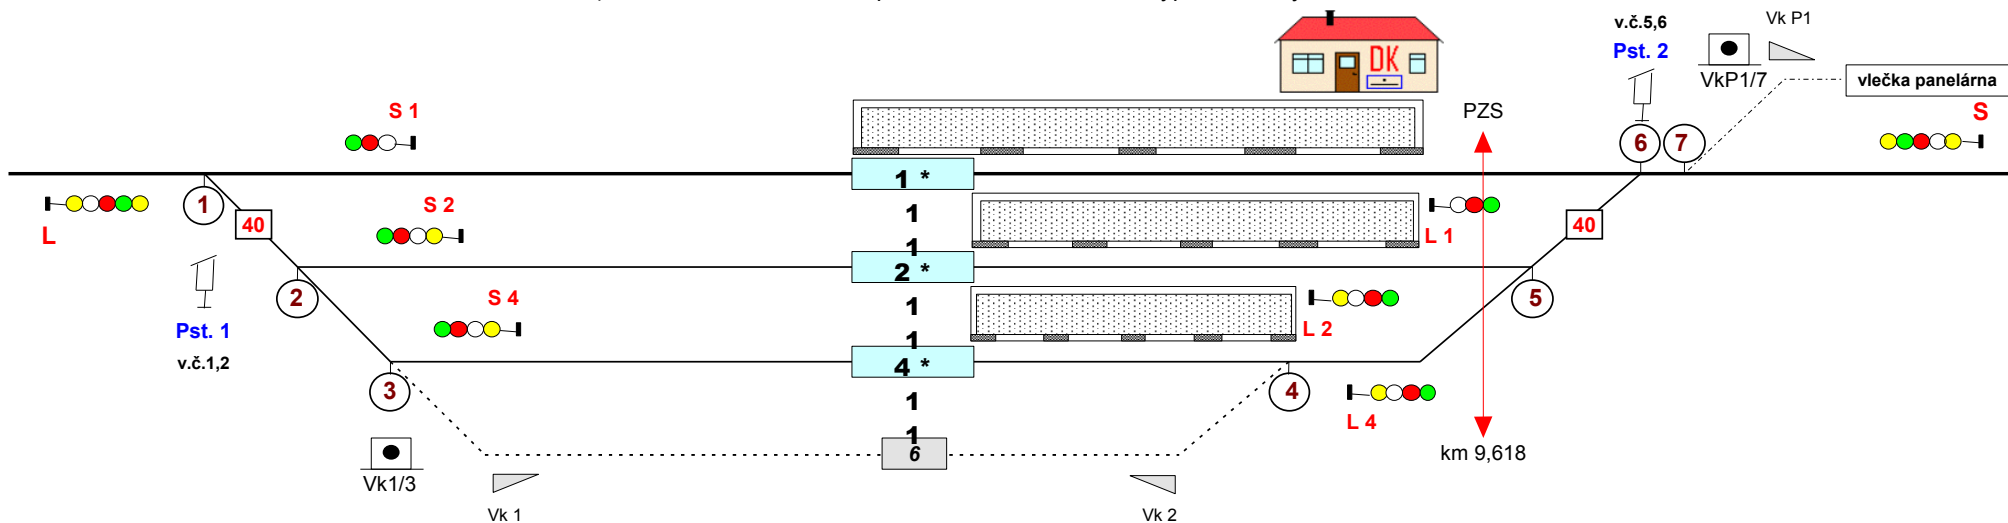 v.č.5,6
Vk P1
Pst. 2
DK
VkP1/7
vlečka panelárna
S 1
PZS
S
6
7
1 *
1
40
S 2
L
1
L 1
40
1
2 *
2
S 4
1
5
Pst. 1
L 2
1
v.č.1,2
4 *
3
1
4
L 4
1
6
km 9,618
Vk1/3
Vk 1
Vk 2